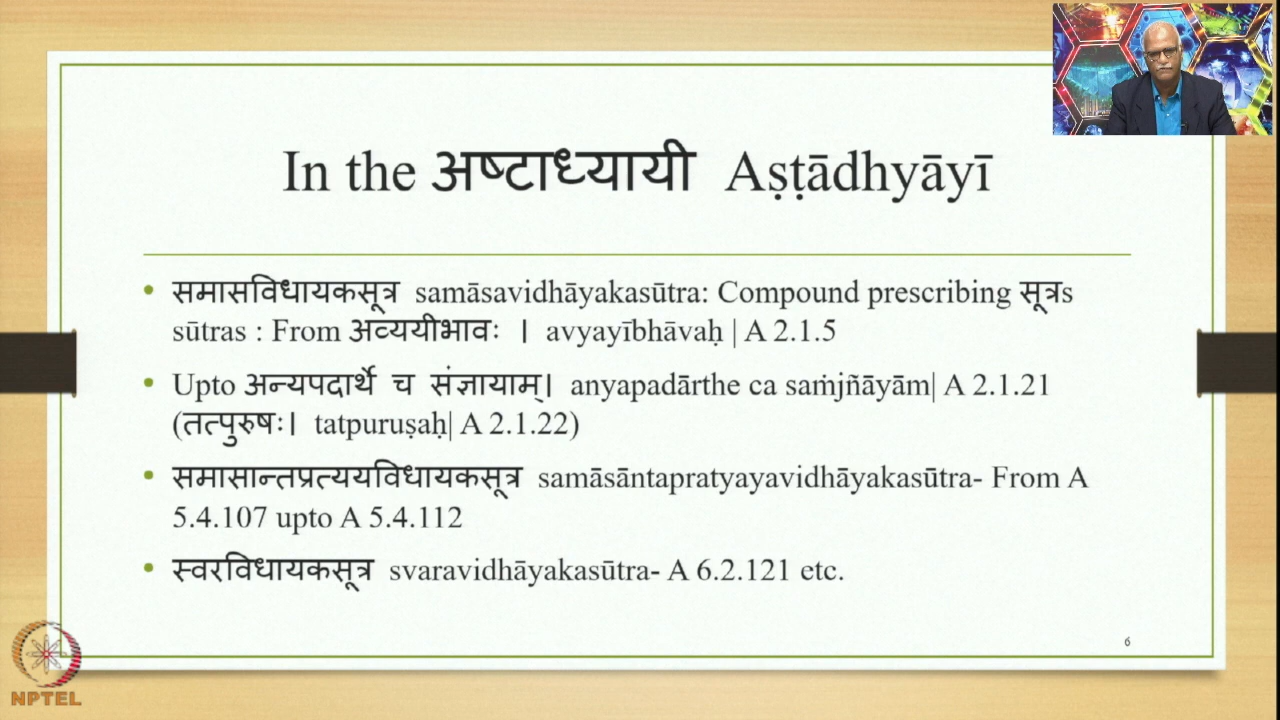 In the अष्टाध्यायी Aṣṭādhyāyī
• समासविधायकसूत्र samāsavidhāyakasūtra: Compound prescribing सूत्रs
sūtras : From अव्ययीभावः । avyayībhāvaḥ | A 2.1.5
• Upto अन्यपदार्थे च संज्ञायाम्। anyapadārthe ca saṁjñāyām| A 2.1.21
(तत्पुरुषः। tatpuruṣaḥ| A 2.1.22)
• समासान्तप्रत्ययविधायकसूत्र samāsāntapratyayavidhāyakasūtra- From A
5.4.107 upto A 5.4.112
• स्वरविधायकसूत्र svaravidhāyakasūtra- A 6.2.121 etc.
6
NPTEL